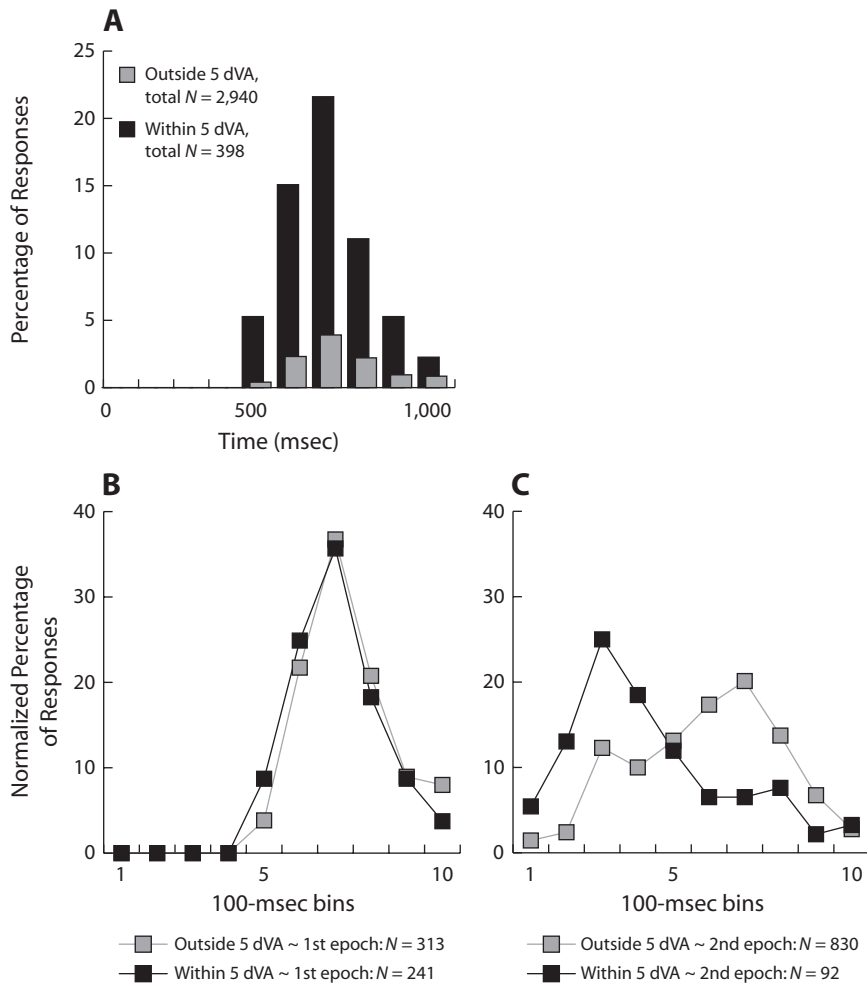 A
25
20
15
10
5
0
Percentage of Responses
Outside 5 dVA,
total N = 2,940
Within 5 dVA,
total N = 398
0 500 1,000
Time (msec)
B
40
30
20
10
0
Normalized Percentage
of Responses
1 5 10
100-msec bins
Outside 5 dVA ~ 1st epoch: N = 313
Within 5 dVA ~ 1st epoch: N = 241
C
40
30
20
10
0
1 5 10
100-msec bins
Outside 5 dVA ~ 2nd epoch: N = 830
Within 5 dVA ~ 2nd epoch: N = 92